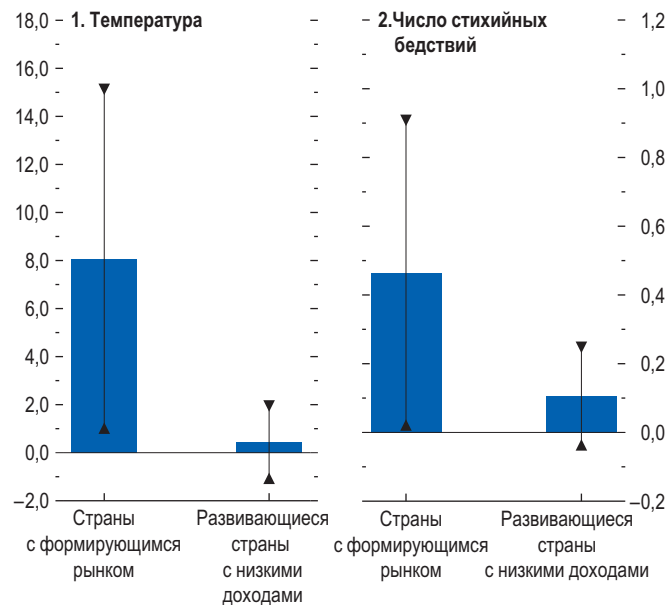 1. Температура
18,0
16,0
14,0
12,0
10,0
8,0
6,0
4,0
2,0
0,0
–2,0
Страны
с формирующимся
рынком
Развивающиеся
страны
с низкими
доходами
2.Число стихийных
бедствий
1,2
1,0
0,8
0,6
0,4
0,2
0,0
–0,2
Страны
с формирующимся
рынком
Развивающиеся
страны
с низкими доходами